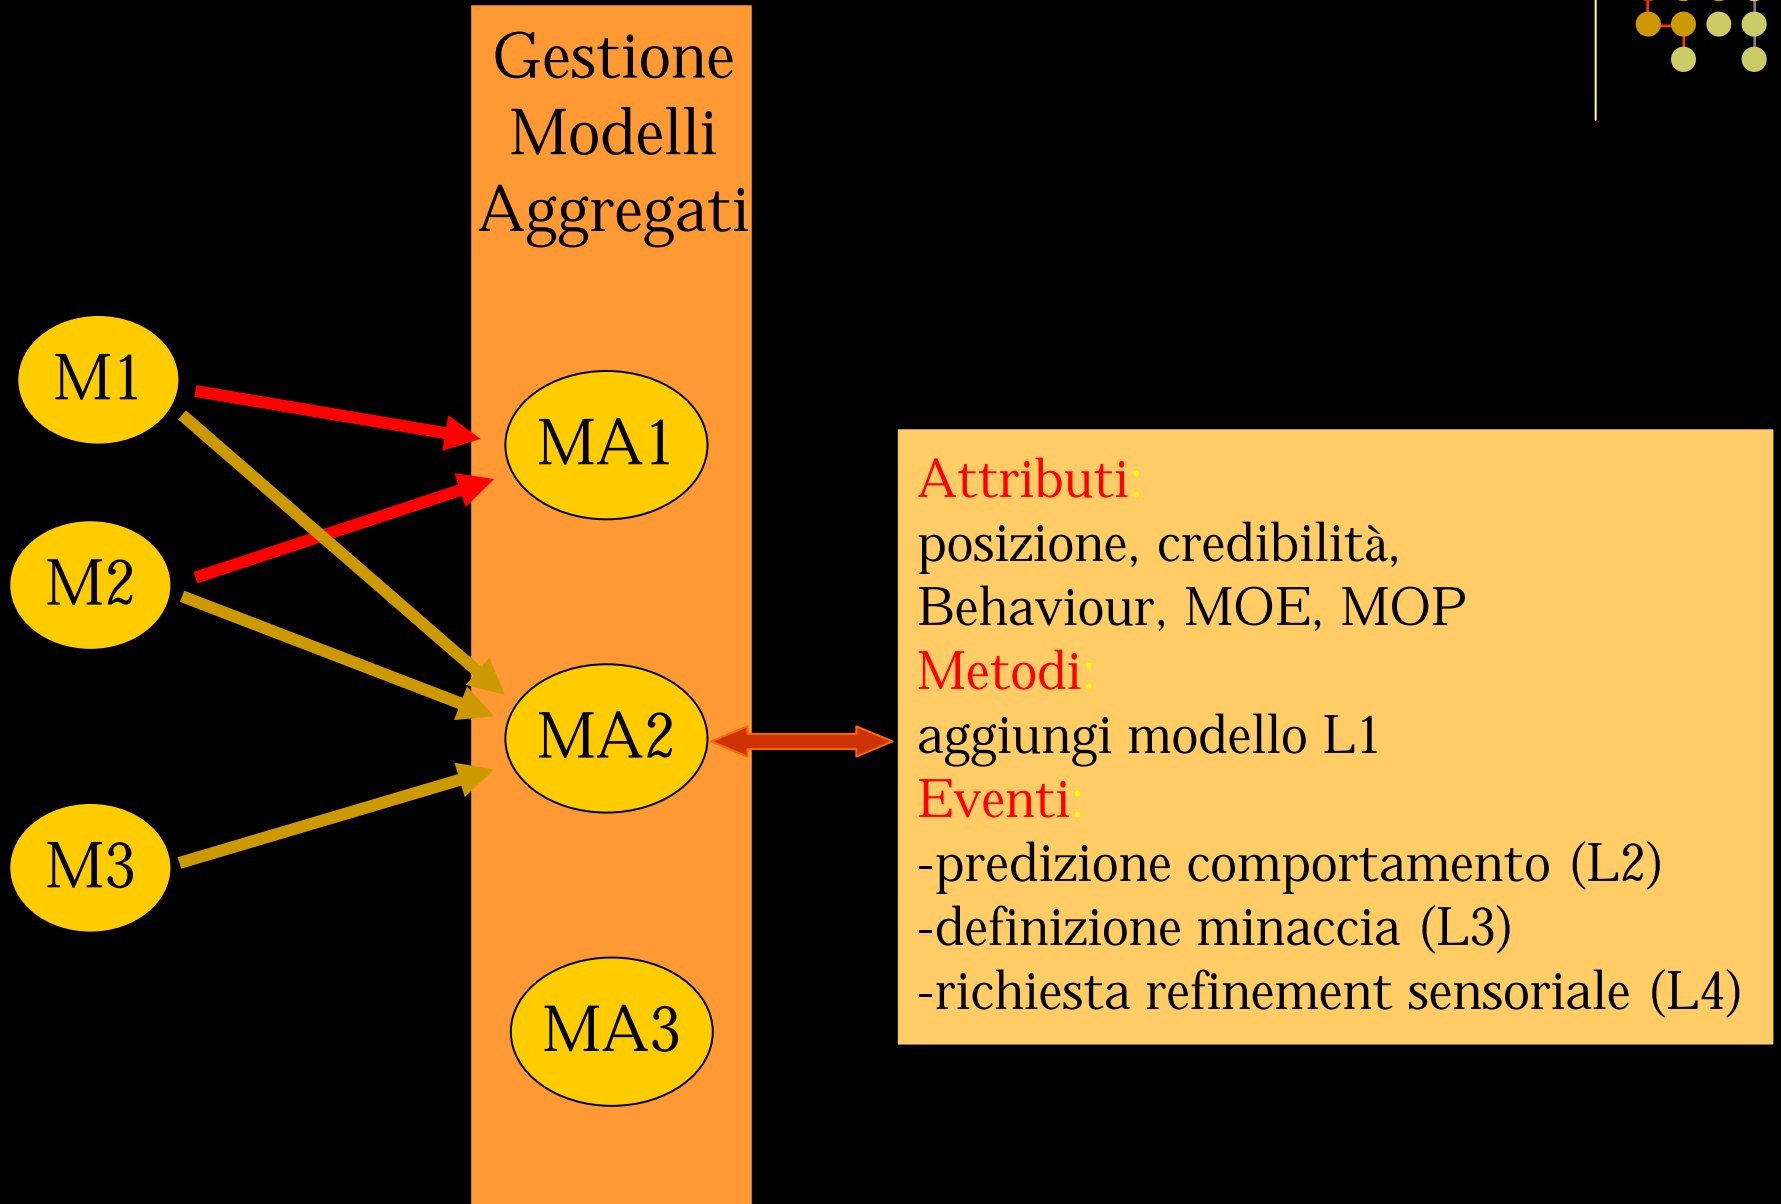 Gestione
Modelli
Aggregati
M1
M2
M3
MA1
MA2
MA3
Attributi:
posizione, credibilità,
Behaviour, MOE, MOP
Metodi:
aggiungi modello L1
Eventi:
-predizione comportamento (L2)
-definizione minaccia (L3)
-richiesta refinement sensoriale (L4)